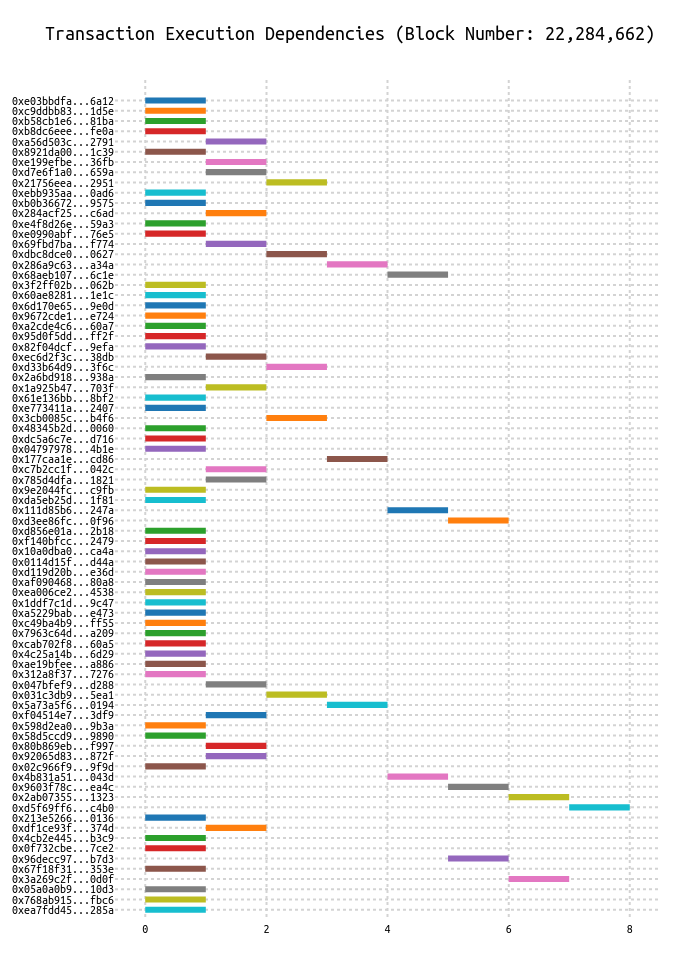 Transaction Execution Dependencies (Block Number: 22,284,662)
0xe03bbdfa...6a12
0xc9ddbb83...1d5e
0xb58cb1e6...81ba
0xb8dc6eee...fe0a
0xa56d503c...2791
0x8921da00...1c39
0xe199efbe...36fb
0xd7e6f1a0...659a
0x21756eea...2951
0xebb935aa...0ad6
0xb0b36672...9575
0x284acf25...c6ad
0xe4f8d26e...59a3
0xe0990abf...76e5
0x69fbd7ba...f774
0xdbc8dce0...0627
0x286a9c63...a34a
0x68aeb107...6c1e
0x3f2ff02b...062b
0x60ae8281...1e1c
0x6d170e65...9e0d
0x9672cde1...e724
0xa2cde4c6...60a7
0x95d0f5dd...ff2f
0x82f04dcf...9efa
0xec6d2f3c...38db
0xd33b64d9...3f6c
0x2a6bd918...938a
0x1a925b47...703f
0x61e136bb...8bf2
0xe773411a...2407
0x3cb0085c...b4f6
0x48345b2d...0060
0xdc5a6c7e...d716
0x04797978...4b1e
0x177caa1e...cd86
0xc7b2cc1f...042c
0x785d4dfa...1821
0x9e2044fc...c9fb
0xda5eb25d...1f81
0x111d85b6...247a
0xd3ee86fc...0f96
0xd856e01a...2b18
0xf140bfcc...2479
0x10a0dba0...ca4a
0x0114d15f...d44a
0xd119d20b...e36d
0xaf090468...80a8
0xea006ce2...4538
0x1ddf7c1d...9c47
0xa5229bab...e473
0xc49ba4b9...ff55
0x7963c64d...a209
0xcab702f8...60a5
0x4c25a14b...6d29
0xae19bfee...a886
0x312a8f37...7276
0x047bfef9...d288
0x031c3db9...5ea1
0x5a73a5f6...0194
0xf04514e7...3df9
0x598d2ea0...9b3a
0x58d5ccd9...9890
0x80b869eb...f997
0x92065d83...872f
0x02c966f9...9f9d
0x4b831a51...043d
0x9603f78c...ea4c
0x2ab07355...1323
0xd5f69ff6...c4b0
0x213e5266...0136
0xdf1ce93f...374d
0x4cb2e445...b3c9
0x0f732cbe...7ce2
0x96decc97...b7d3
0x67f18f31...353e
0x3a269c2f...0d0f
0x05a0a0b9...10d3
0x768ab915...fbc6
0xea7fdd45...285a
0 2 4 6 8